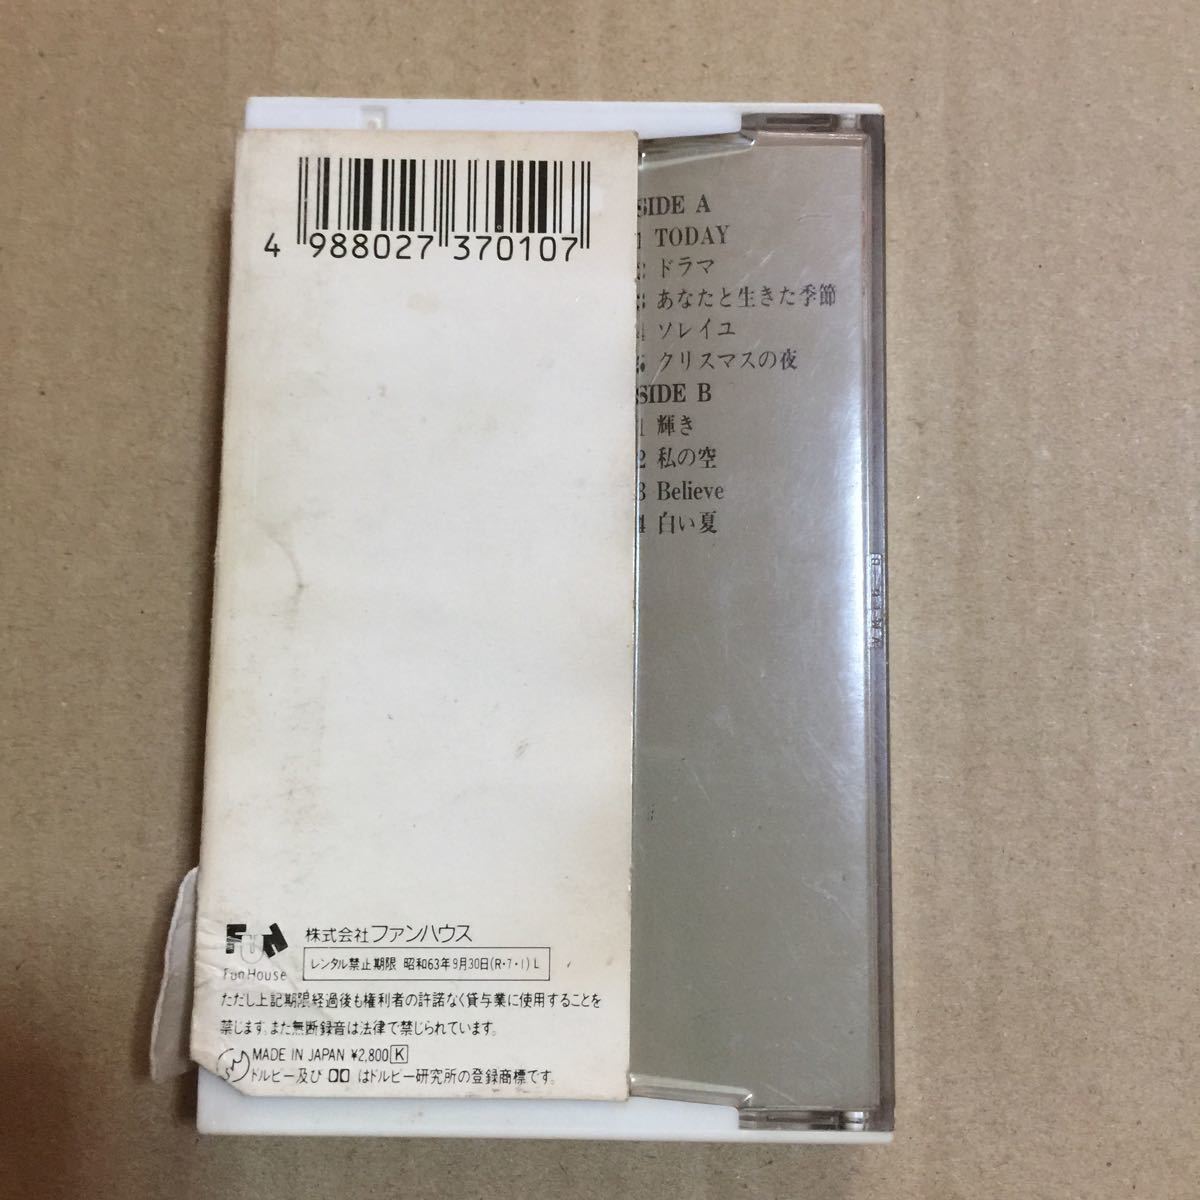 4 988027 370107
SIDE A
1 TODAY
2 ドラマ
3 あなたと生きた季節
4 ソレイユ
5 クリスマスの夜
SIDE B
1 輝き
2 私の空
3 Believe
4 白い夏
FUN
Fun House
株式会社ファンハウス
レンタル禁止期限 昭和63年9月30日(R・7・1)L
ただし上記期限経過後も権利者の許諾なく貸与業に使用することを
禁じます。また無断録音は法律で禁じられています。
MADE IN JAPAN ¥2,800 K
ドルビー及び はドルビー研究所の登録商標です。